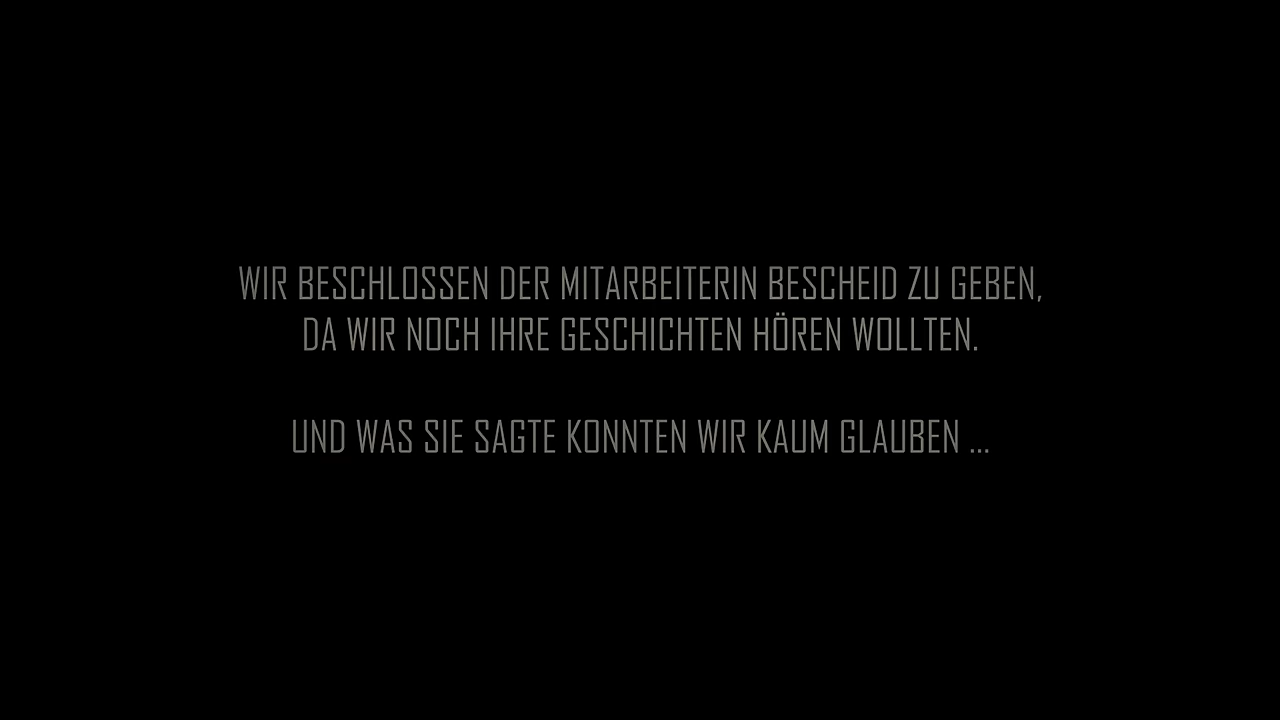 WIR BESCHLOSSEN DER MITARBEITERIN BESCHEID ZU GEBEN,
DA WIR NOCH IHRE GESCHICHTEN HÖREN WOLLTEN.
UND WAS SIE SAGTE KONNTEN WIR KAUM GLAUBEN ...